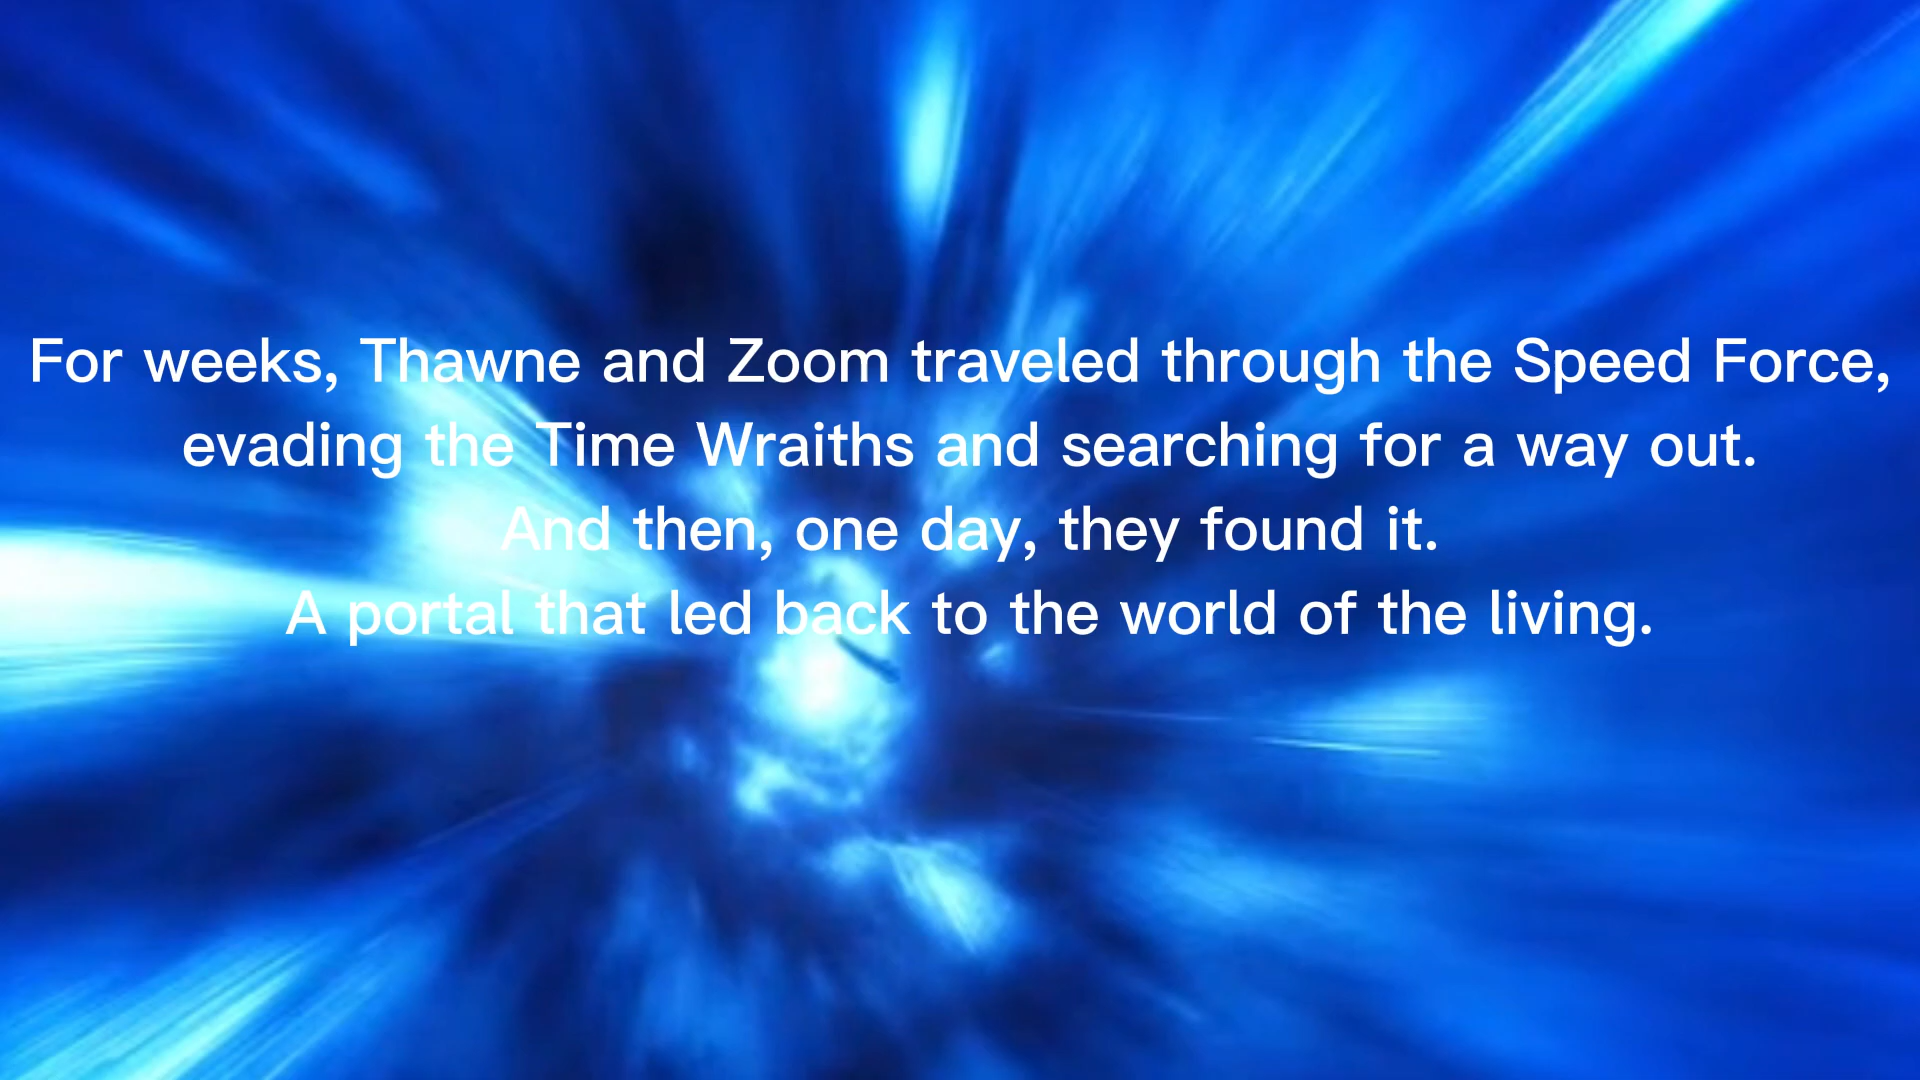 For weeks, Thawne and Zoom traveled through the Speed Force,
evading the Time Wraiths and searching for a way out.
And then, one day, they found it.
A portal that led back to the world of the living.